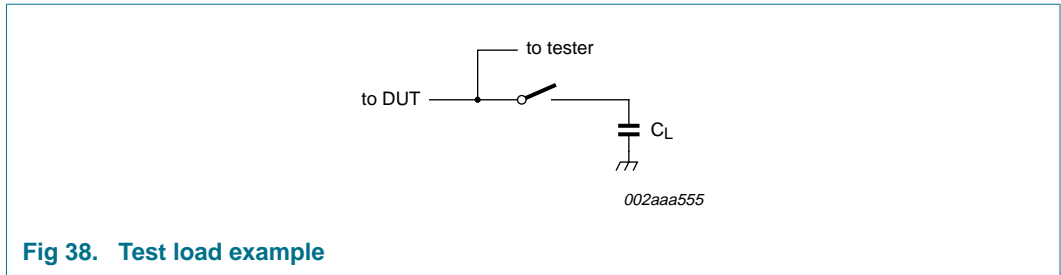 to tester
to DUT
CL
002aaa555
Fig 38. Test load example